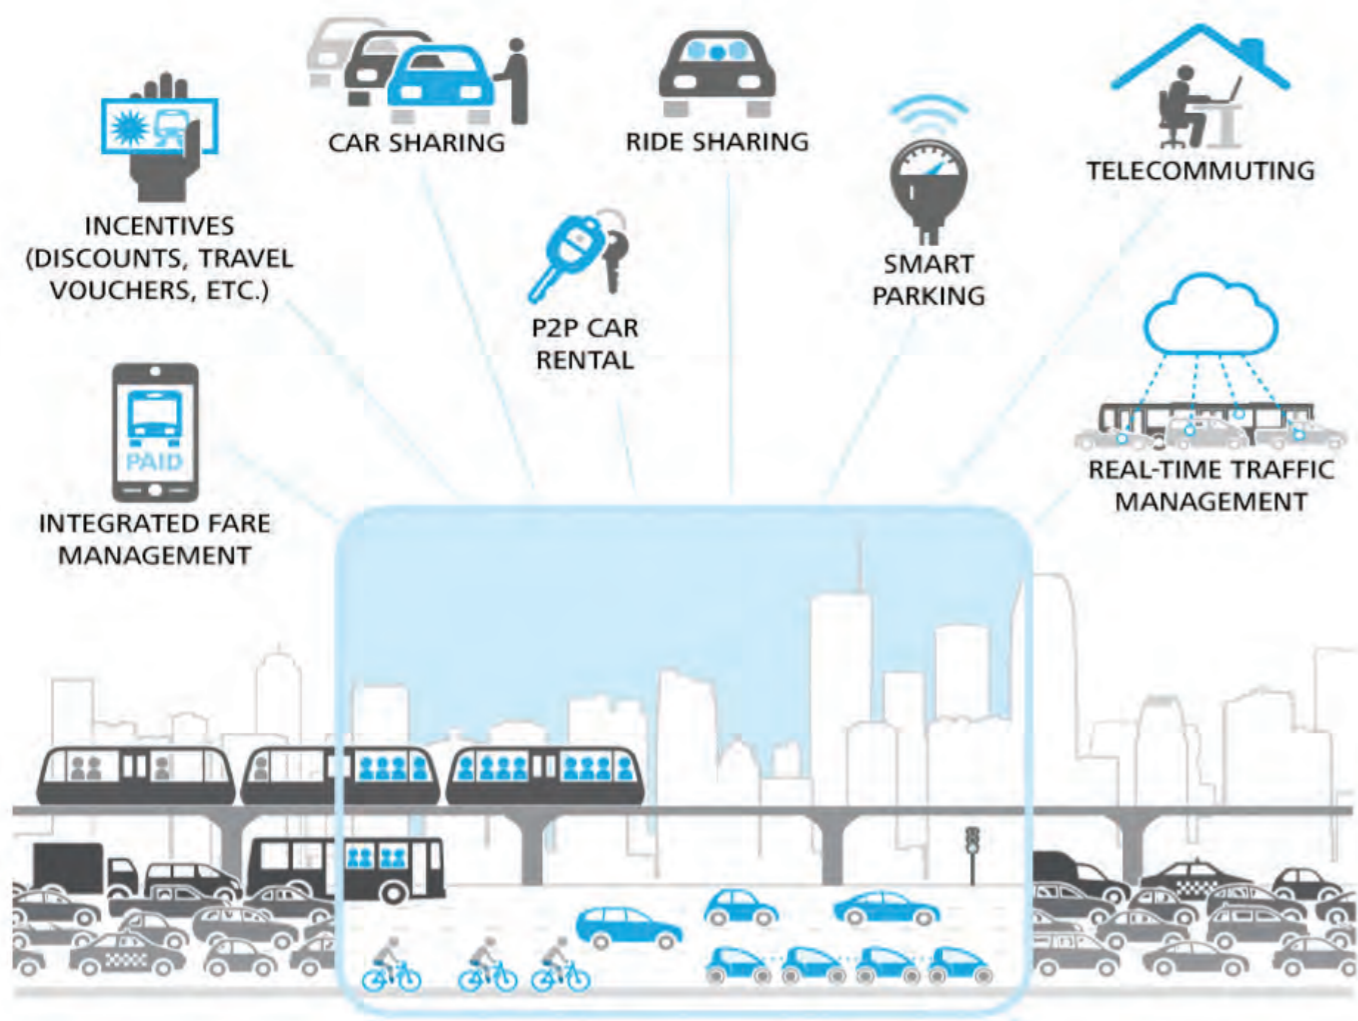 CAR SHARING
RIDE SHARING
TELECOMMUTING
INCENTIVES
(DISCOUNTS, TRAVEL
VOUCHERS, ETC.)
P2P CAR
RENTAL
SMART
PARKING
PAID
INTEGRATED FARE
MANAGEMENT
REAL-TIME TRAFFIC
MANAGEMENT